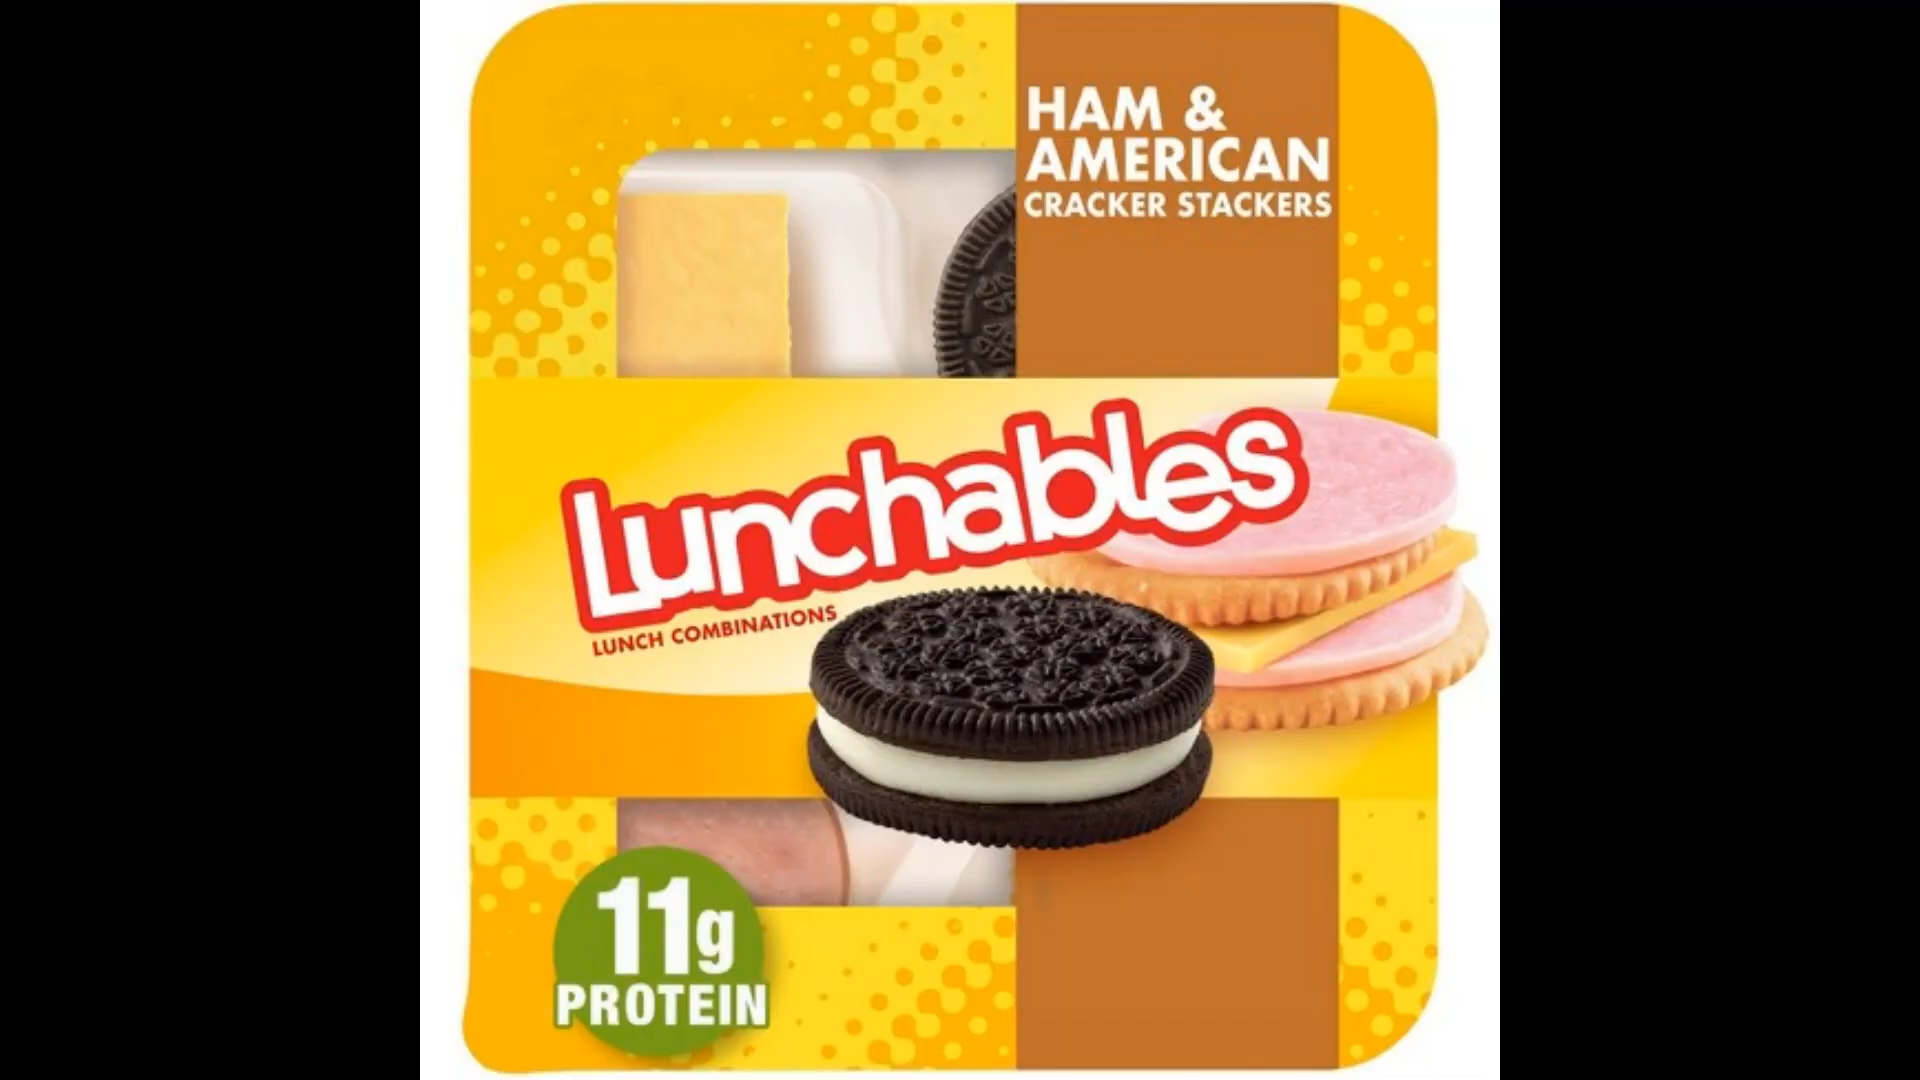 HAM &
AMERICAN
CRACKER STACKERS
Lunchables
LUNCH COMBINATIONS
11g
PROTEIN